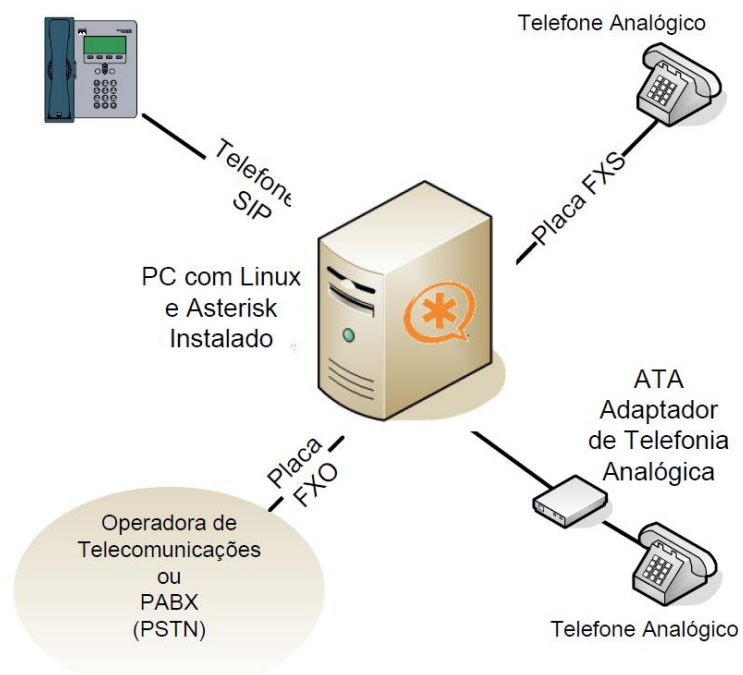 Telefone Analógico
Telefone
SIP
Placa FXS
PC com Linux
e Asterisk
Instalado
ATA
Adaptador
de Telefonia
Analógica
Placa
FXO
Operadora de
Telecomunicações
ou
PABX
(PSTN)
Telefone Analógico